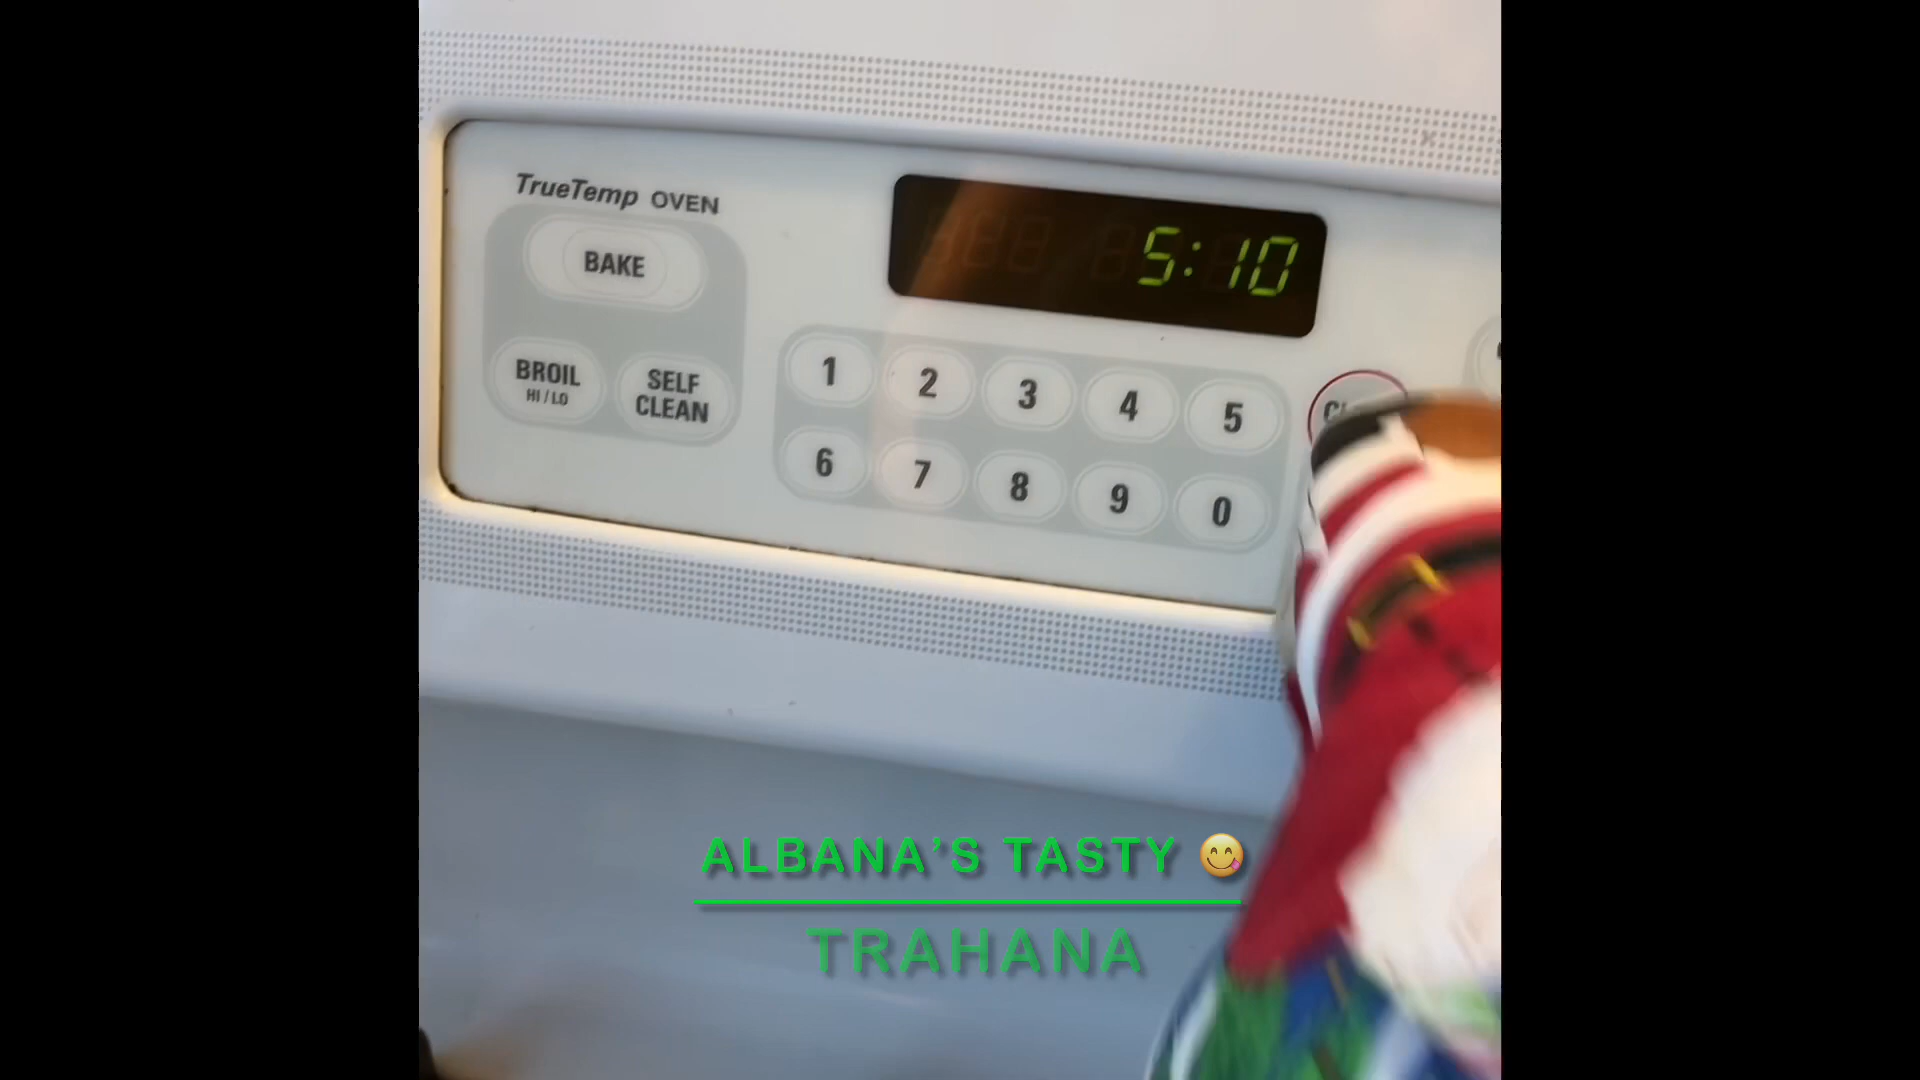 TrueTemp OVEN
BAKE
BROIL
HI / LO
SELF
CLEAN
5:10
1 2 3 4 5
6 7 8 9 0
ALBANA’S TASTY 😋
TRAHANA